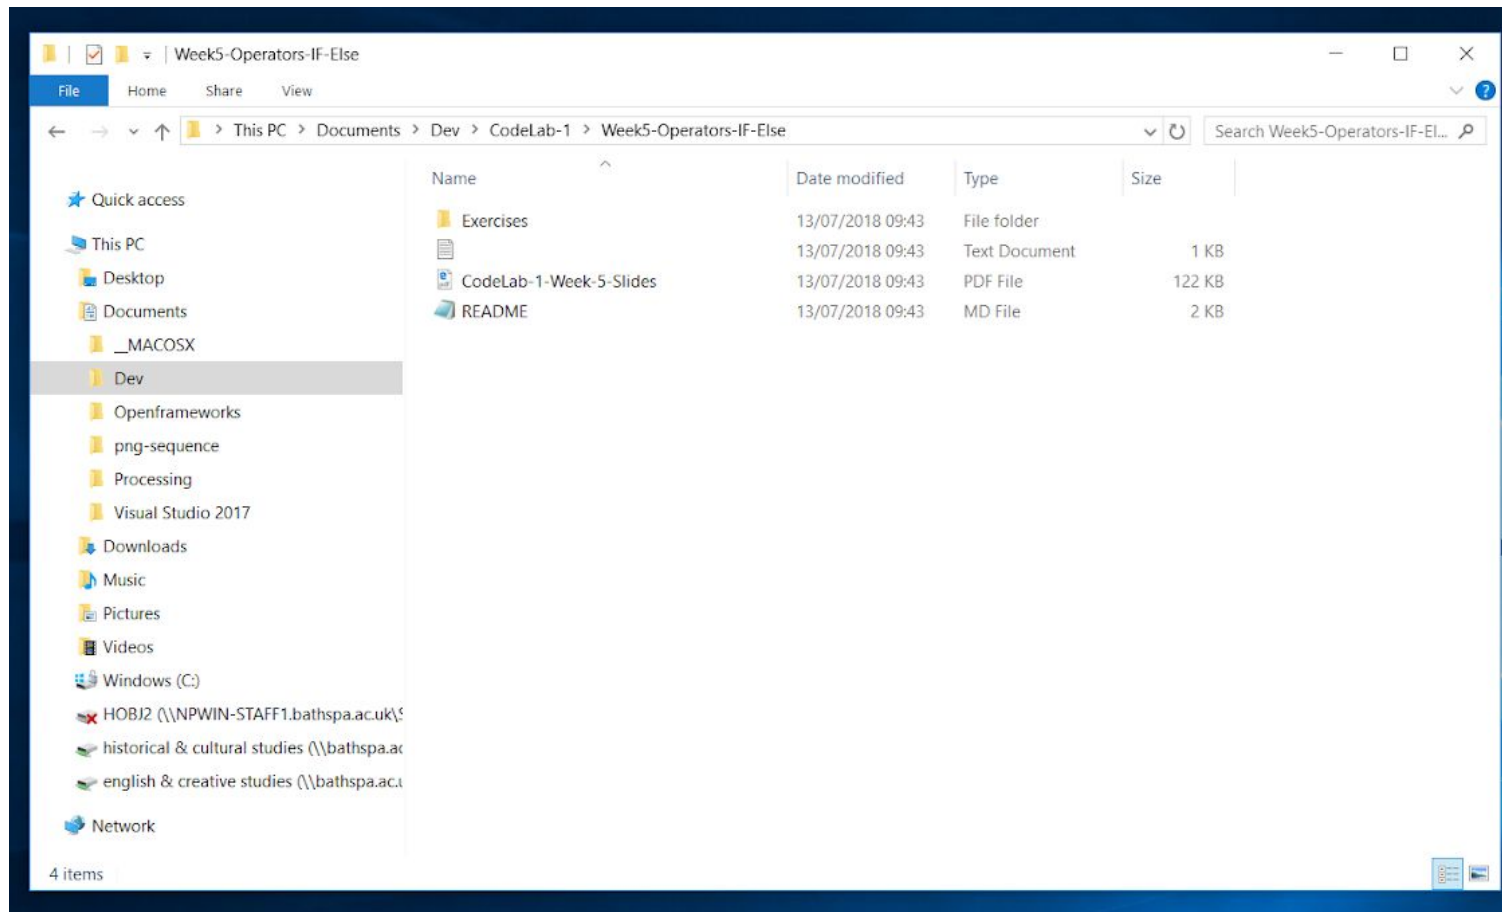 Week5-Operators-IF-Else
File Home Share View
This PC > Documents > Dev > CodeLab-1 > Week5-Operators-IF-Else
Search Week5-Operators-IF-El...
Name Date modified Type Size
Exercises 13/07/2018 09:43 File folder
13/07/2018 09:43 Text Document 1 KB
CodeLab-1-Week-5-Slides 13/07/2018 09:43 PDF File 122 KB
README 13/07/2018 09:43 MD File 2 KB
Quick access
This PC
Desktop
Documents
__MACOSX
Dev
Openframeworks
png-sequence
Processing
Visual Studio 2017
Downloads
Music
Pictures
Videos
Windows (C:)
HOBJ2 (\\NPWIN-STAFF1.bathspa.ac.uk\S
historical & cultural studies (\\bathspa.ac
english & creative studies (\\bathspa.ac.u
Network
4 items